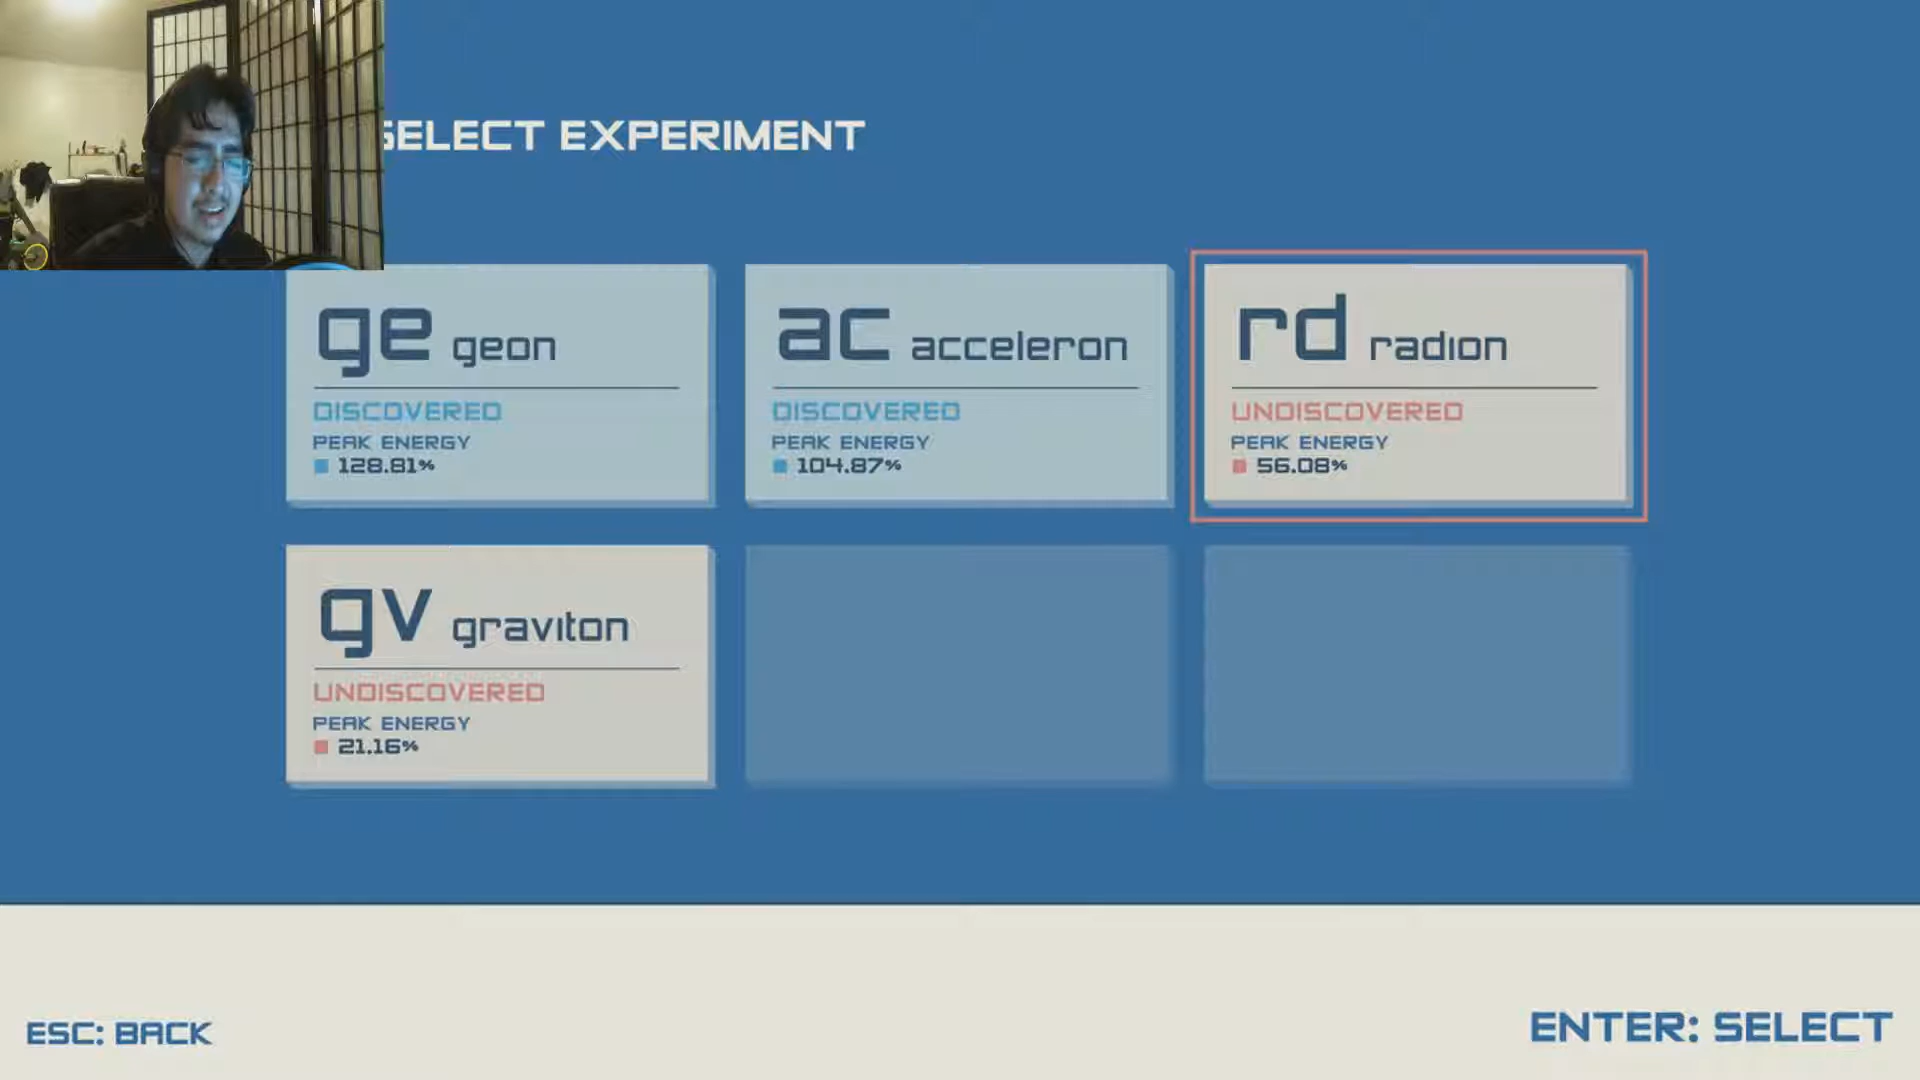 SELECT EXPERIMENT
ge geon
DISCOVERED
PEAK ENERGY
128.81%
ac acceleron
DISCOVERED
PEAK ENERGY
104.87%
rd radion
UNDISCOVERED
PEAK ENERGY
56.08%
gv graviton
UNDISCOVERED
PEAK ENERGY
21.16%
ESC: BACK
ENTER: SELECT